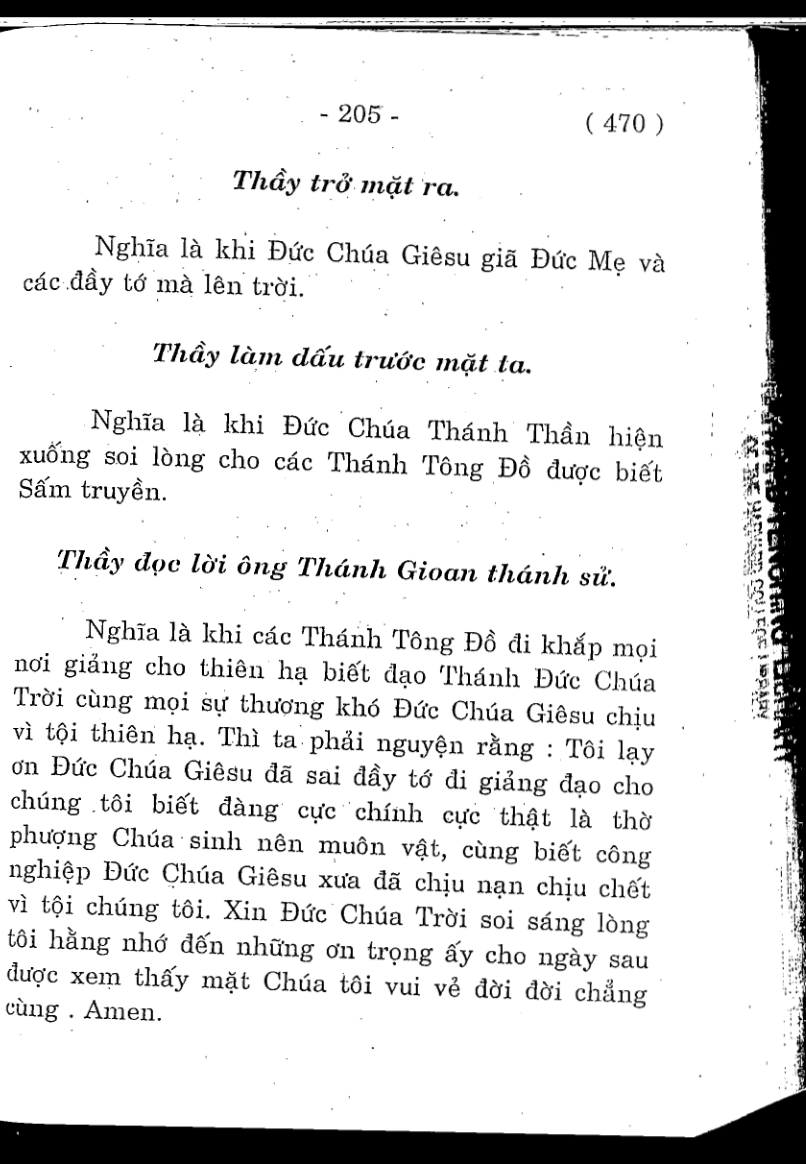 - 205 -
( 470 )
Thầy trở mặt ra.
Nghĩa là khi Đức Chúa Giêsu giã Đức Mẹ và
các đầy tớ mà lên trời.
Thầy làm dấu trước mặt ta.
Nghĩa là khi Đức Chúa Thánh Thần hiện
xuống soi lòng cho các Thánh Tông Đồ được biết
Sấm truyền.
Thầy đọc lời ông Thánh Gioan thánh sử.
Nghĩa là khi các Thánh Tông Đồ đi khắp mọi
nơi giảng cho thiên hạ biết đạo Thánh Đức Chúa
Trời cùng mọi sự thương khó Đức Chúa Giêsu chịu
vì tội thiên hạ. Thì ta phải nguyện rằng : Tôi lạy
ơn Đức Chúa Giêsu đã sai đầy tớ đi giảng đạo cho
chúng tôi biết đàng cực chính cực thật là thờ
phượng Chúa sinh nên muôn vật, cùng biết công
nghiệp Đức Chúa Giêsu xưa đã chịu nạn chịu chết
vì tội chúng tôi. Xin Đức Chúa Trời soi sáng lòng
tôi hằng nhớ đến những ơn trọng ấy cho ngày sau
được xem thấy mặt Chúa tôi vui vẻ đời đời chẳng
cùng . Amen.